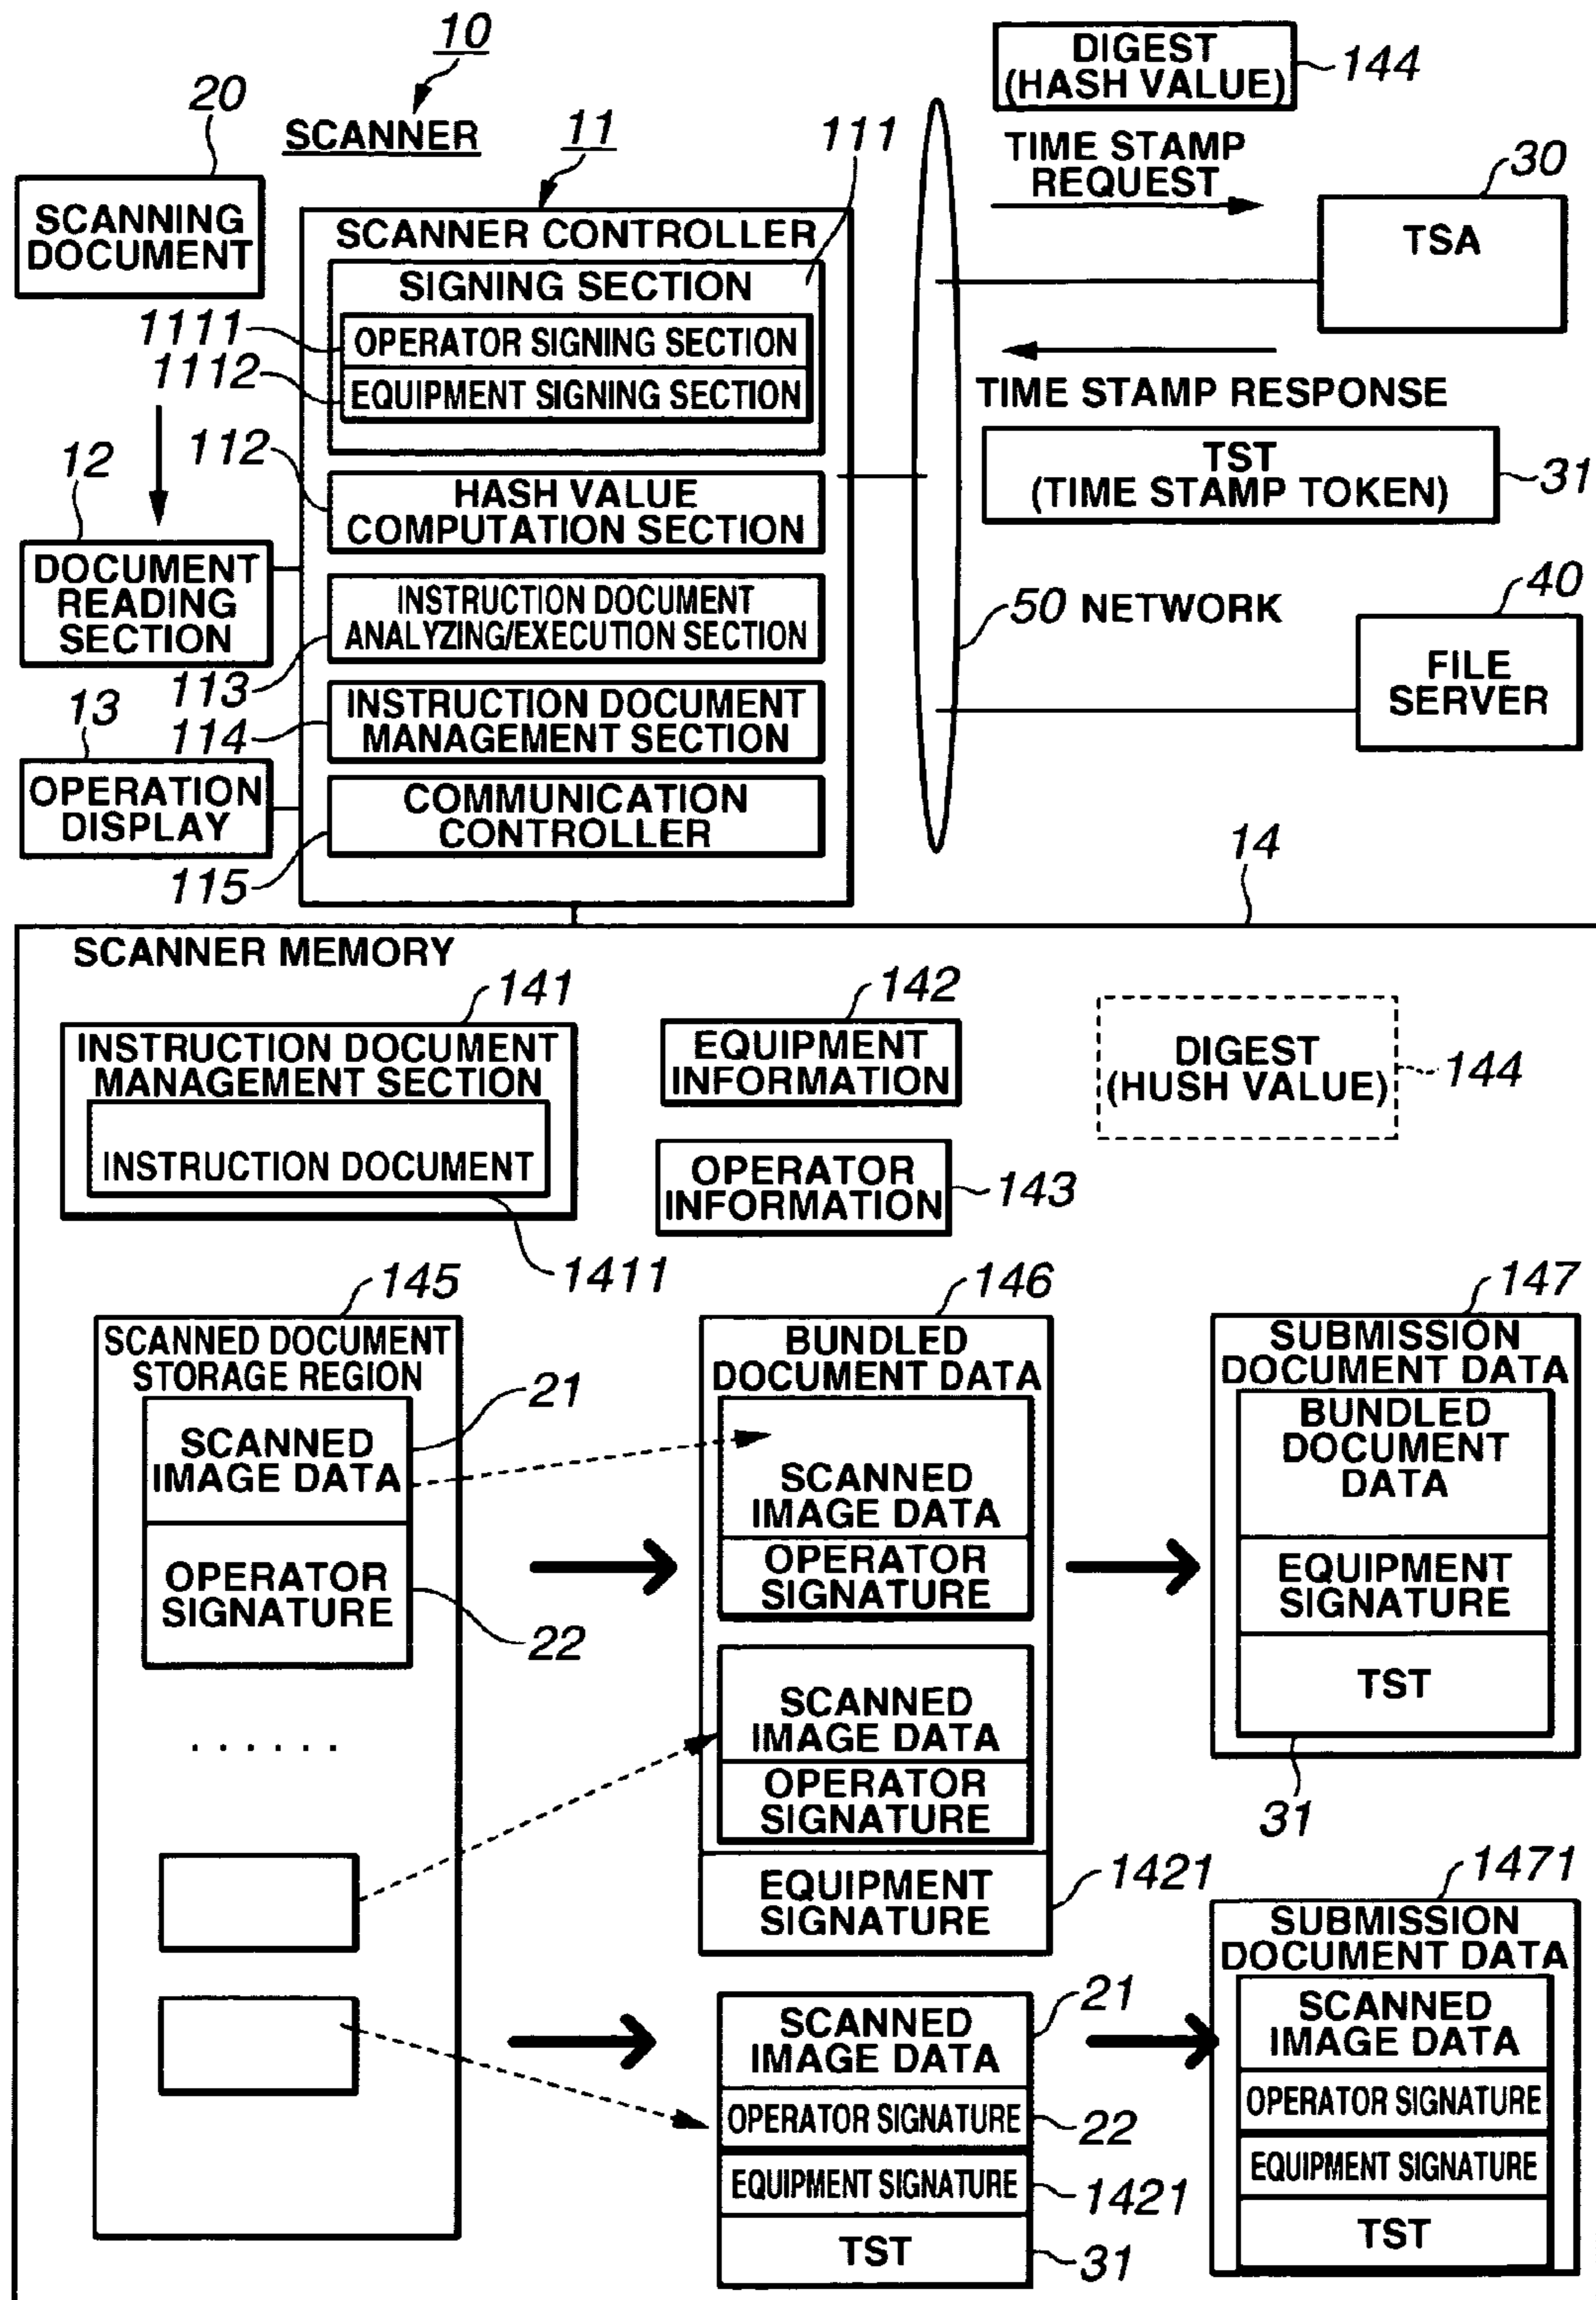 10
SCANNER
20
SCANNING
DOCUMENT
11
111
SCANNER CONTROLLER
SIGNING SECTION
1111
OPERATOR SIGNING SECTION
1112
EQUIPMENT SIGNING SECTION
112
HASH VALUE
COMPUTATION SECTION
12
DOCUMENT
READING
SECTION
INSTRUCTION DOCUMENT
ANALYZING/EXECUTION SECTION
113
INSTRUCTION DOCUMENT
MANAGEMENT SECTION
114
13
OPERATION
DISPLAY
COMMUNICATION
CONTROLLER
115
DIGEST
(HASH VALUE)
144
TIME STAMP
REQUEST
30
TSA
TIME STAMP RESPONSE
TST
(TIME STAMP TOKEN)
31
50 NETWORK
40
FILE
SERVER
14
SCANNER MEMORY
141
INSTRUCTION DOCUMENT
MANAGEMENT SECTION
INSTRUCTION DOCUMENT
1411
142
EQUIPMENT
INFORMATION
OPERATOR
INFORMATION
143
DIGEST
(HUSH VALUE)
144
145
SCANNED DOCUMENT
STORAGE REGION
21
SCANNED
IMAGE DATA
OPERATOR
SIGNATURE
22
......
146
BUNDLED
DOCUMENT DATA
SCANNED
IMAGE DATA
OPERATOR
SIGNATURE
SCANNED
IMAGE DATA
OPERATOR
SIGNATURE
EQUIPMENT
SIGNATURE
1421
147
SUBMISSION
DOCUMENT DATA
BUNDLED
DOCUMENT
DATA
EQUIPMENT
SIGNATURE
TST
31
SCANNED
IMAGE DATA
21
OPERATOR SIGNATURE
22
EQUIPMENT SIGNATURE
1421
TST
31
1471
SUBMISSION
DOCUMENT DATA
SCANNED
IMAGE DATA
OPERATOR SIGNATURE
EQUIPMENT SIGNATURE
TST